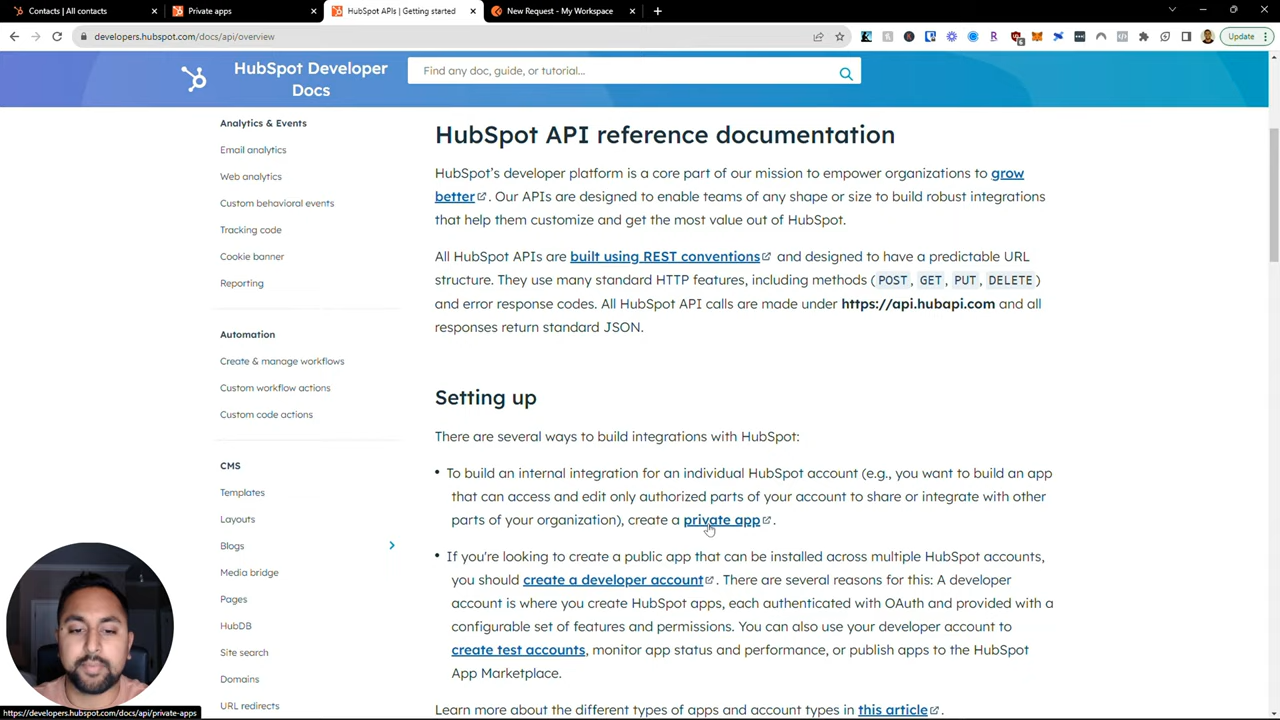 Contacts | All contacts
Private apps
HubSpot APIs | Getting started
New Request - My Workspace
developers.hubspot.com/docs/api/overview
Update
HubSpot Developer
Docs
Find any doc, guide, or tutorial...
Analytics & Events
Email analytics
Web analytics
Custom behavioral events
Tracking code
Cookie banner
Reporting
Automation
Create & manage workflows
Custom workflow actions
Custom code actions
CMS
Templates
Layouts
Blogs
Media bridge
Pages
HubDB
Site search
Domains
URL redirects
HubSpot API reference documentation
HubSpot's developer platform is a core part of our mission to empower organizations to grow
better. Our APIs are designed to enable teams of any shape or size to build robust integrations
that help them customize and get the most value out of HubSpot.
All HubSpot APIs are built using REST conventions and designed to have a predictable URL
structure. They use many standard HTTP features, including methods (POST, GET, PUT, DELETE)
and error response codes. All HubSpot API calls are made under https://api.hubapi.com and all
responses return standard JSON.
Setting up
There are several ways to build integrations with HubSpot:
• To build an internal integration for an individual HubSpot account (e.g., you want to build an app
that can access and edit only authorized parts of your account to share or integrate with other
parts of your organization), create a private app.
• If you're looking to create a public app that can be installed across multiple HubSpot accounts,
you should create a developer account. There are several reasons for this: A developer
account is where you create HubSpot apps, each authenticated with OAuth and provided with a
configurable set of features and permissions. You can also use your developer account to
create test accounts, monitor app status and performance, or publish apps to the HubSpot
App Marketplace.
Learn more about the different types of apps and account types in this article.
https://developers.hubspot.com/docs/api/private-apps